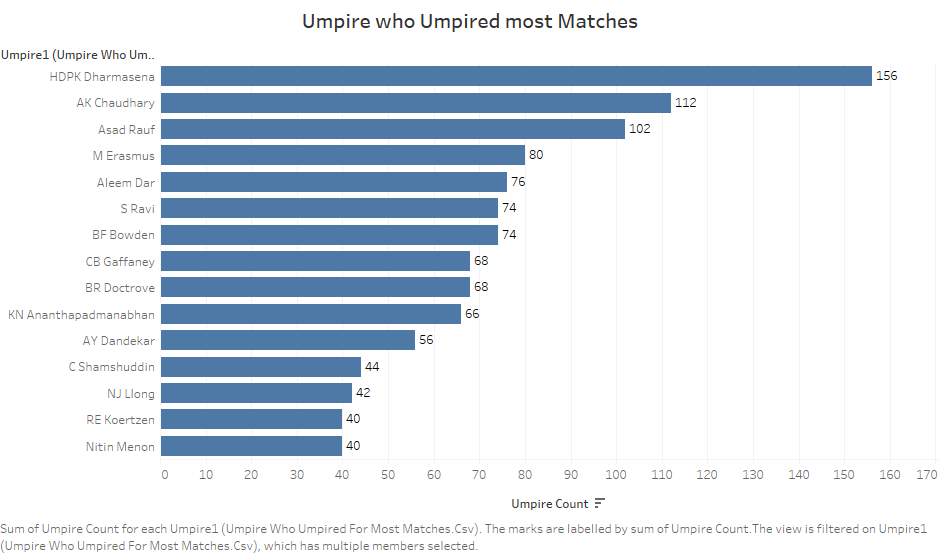 Umpire who Umpired most Matches
Umpire1 (Umpire Who Um..
HDPK Dharmasena 156
AK Chaudhary 112
Asad Rauf 102
M Erasmus 80
Aleem Dar 76
S Ravi 74
BF Bowden 74
CB Gaffaney 68
BR Doctrove 68
KN Ananthapadmanabhan 66
AY Dandekar 56
C Shamshuddin 44
NJ Llong 42
RE Koertzen 40
Nitin Menon 40
0 10 20 30 40 50 60 70 80 90 100 110 120 130 140 150 160 170
Umpire Count
Sum of Umpire Count for each Umpire1 (Umpire Who Umpired For Most Matches.Csv). The marks are labelled by sum of Umpire Count.The view is filtered on Umpire1
(Umpire Who Umpired For Most Matches.Csv), which has multiple members selected.